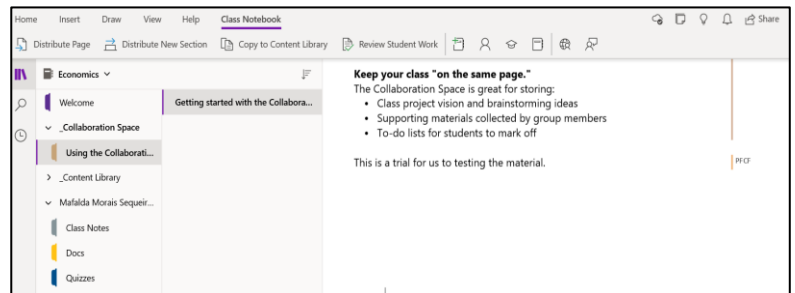 Home Insert Draw View Help Class Notebook Share
Distribute Page Distribute New Section Copy to Content Library Review Student Work
Economics
Welcome
_Collaboration Space
Using the Collaborati...
_Content Library
Mafalda Morais Sequeir...
Class Notes
Docs
Quizzes
Getting started with the Collabora...
Keep your class "on the same page."
The Collaboration Space is great for storing:
• Class project vision and brainstorming ideas
• Supporting materials collected by group members
• To-do lists for students to mark off
This is a trial for us to testing the material.
PFCF